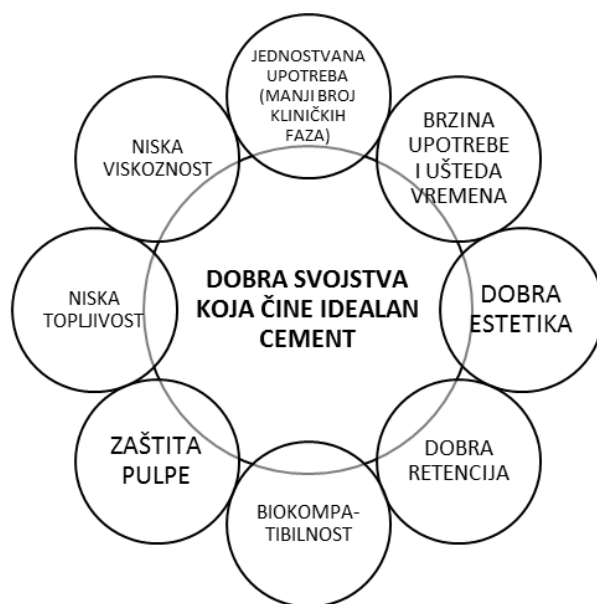 JEDNOSTVANA
UPOTREBA
(MANJI BROJ
KLINIČKIH
FAZA)
BRZINA
UPOTREBE
I UŠTEDA
VREMENA
DOBRA
ESTETIKA
DOBRA
RETENCIJA
BIOKOMPA-
TIBILNOST
ZAŠTITA
PULPE
NISKA
TOPLJIVOST
NISKA
VISKOZNOST
DOBRA SVOJSTVA
KOJA ČINE IDEALAN
CEMENT